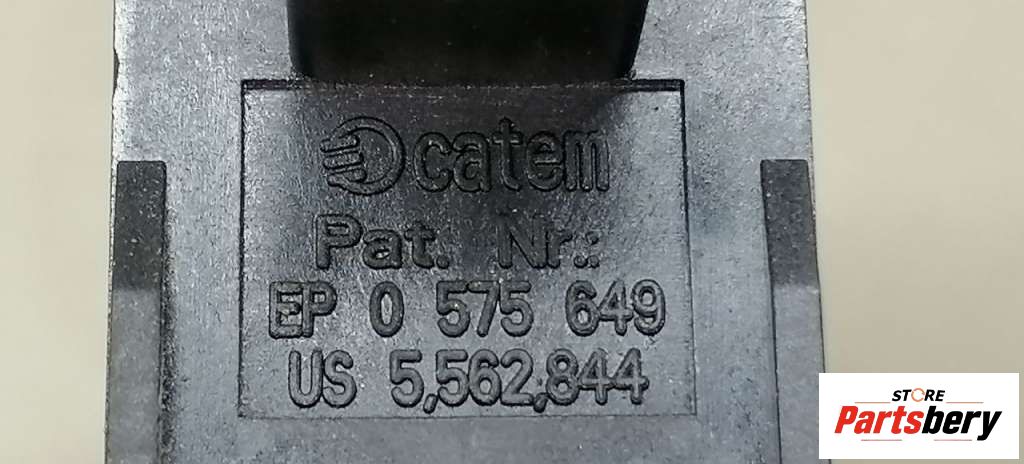 catem
Pat. Nr.:
EP 0 575 649
US 5,562,844
STORE
Partsbery